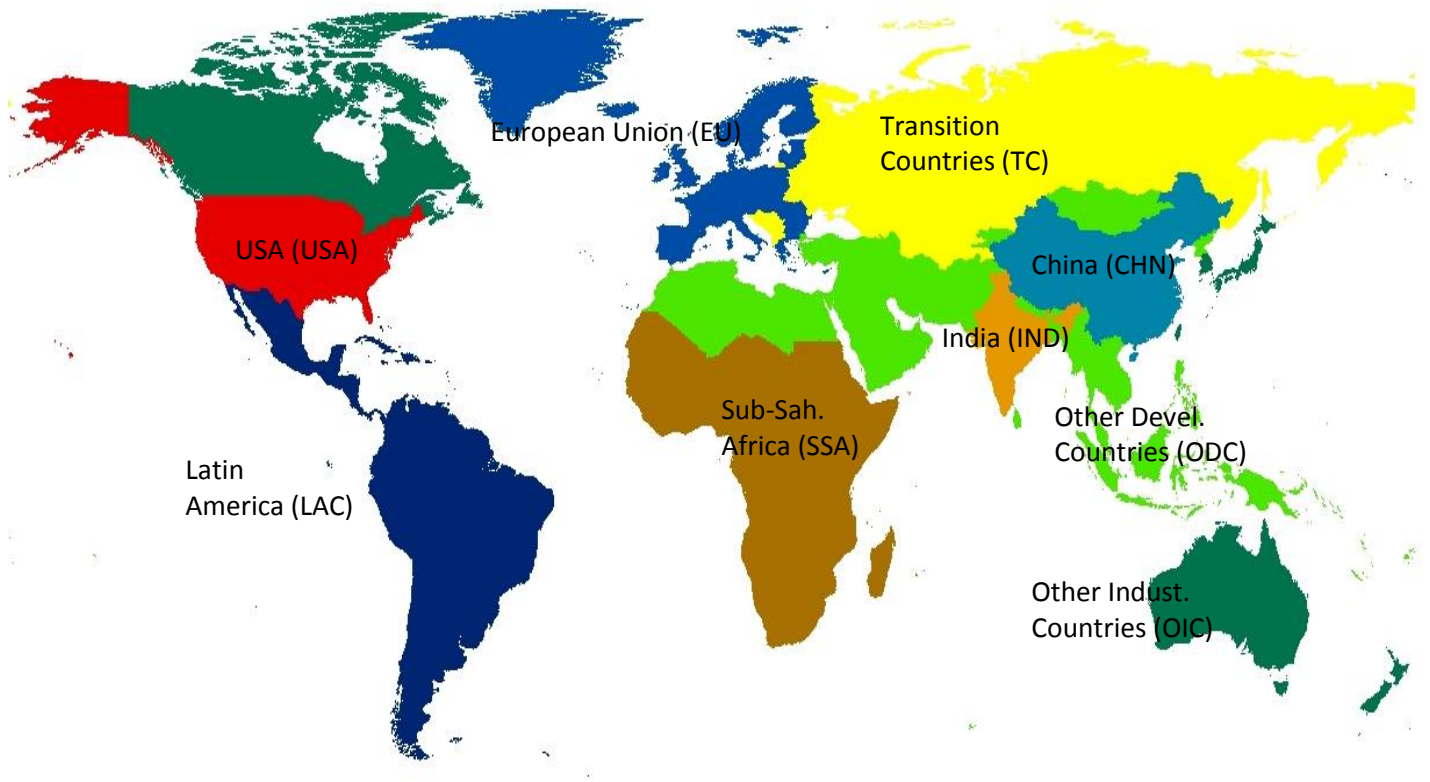 European Union (EU)
Transition
Countries (TC)
USA (USA)
China (CHN)
India (IND)
Sub-Sah.
Africa (SSA)
Other Devel.
Countries (ODC)
Latin
America (LAC)
Other Indust.
Countries (OIC)